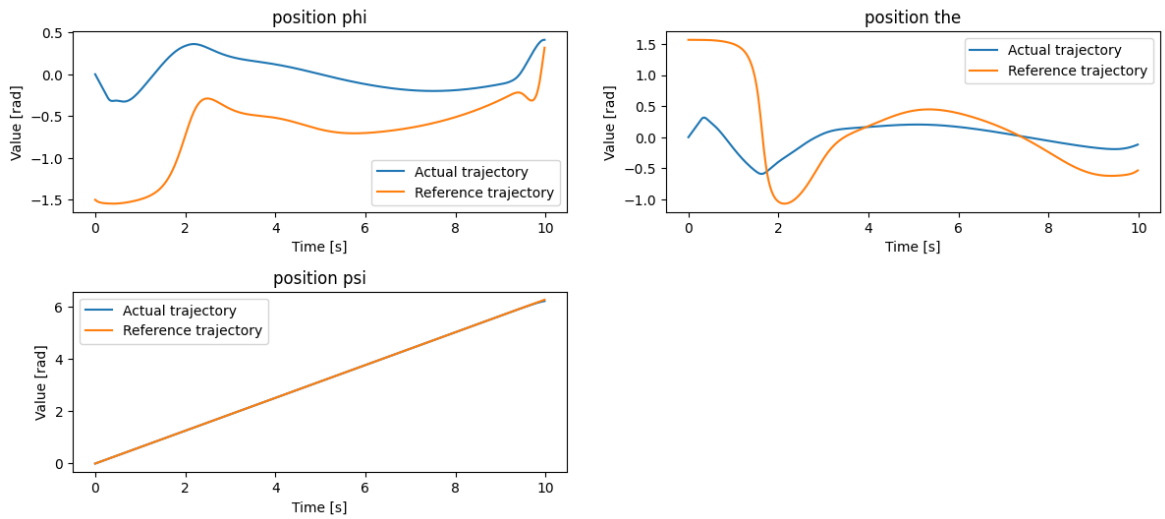 position phi
0.5
0.0
−0.5
−1.0
−1.5
Value [rad]
Actual trajectory
Reference trajectory
0 2 4 6 8 10
Time [s]
position the
1.5
1.0
0.5
0.0
−0.5
−1.0
Value [rad]
Actual trajectory
Reference trajectory
0 2 4 6 8 10
Time [s]
position psi
6
4
2
0
Value [rad]
Actual trajectory
Reference trajectory
0 2 4 6 8 10
Time [s]